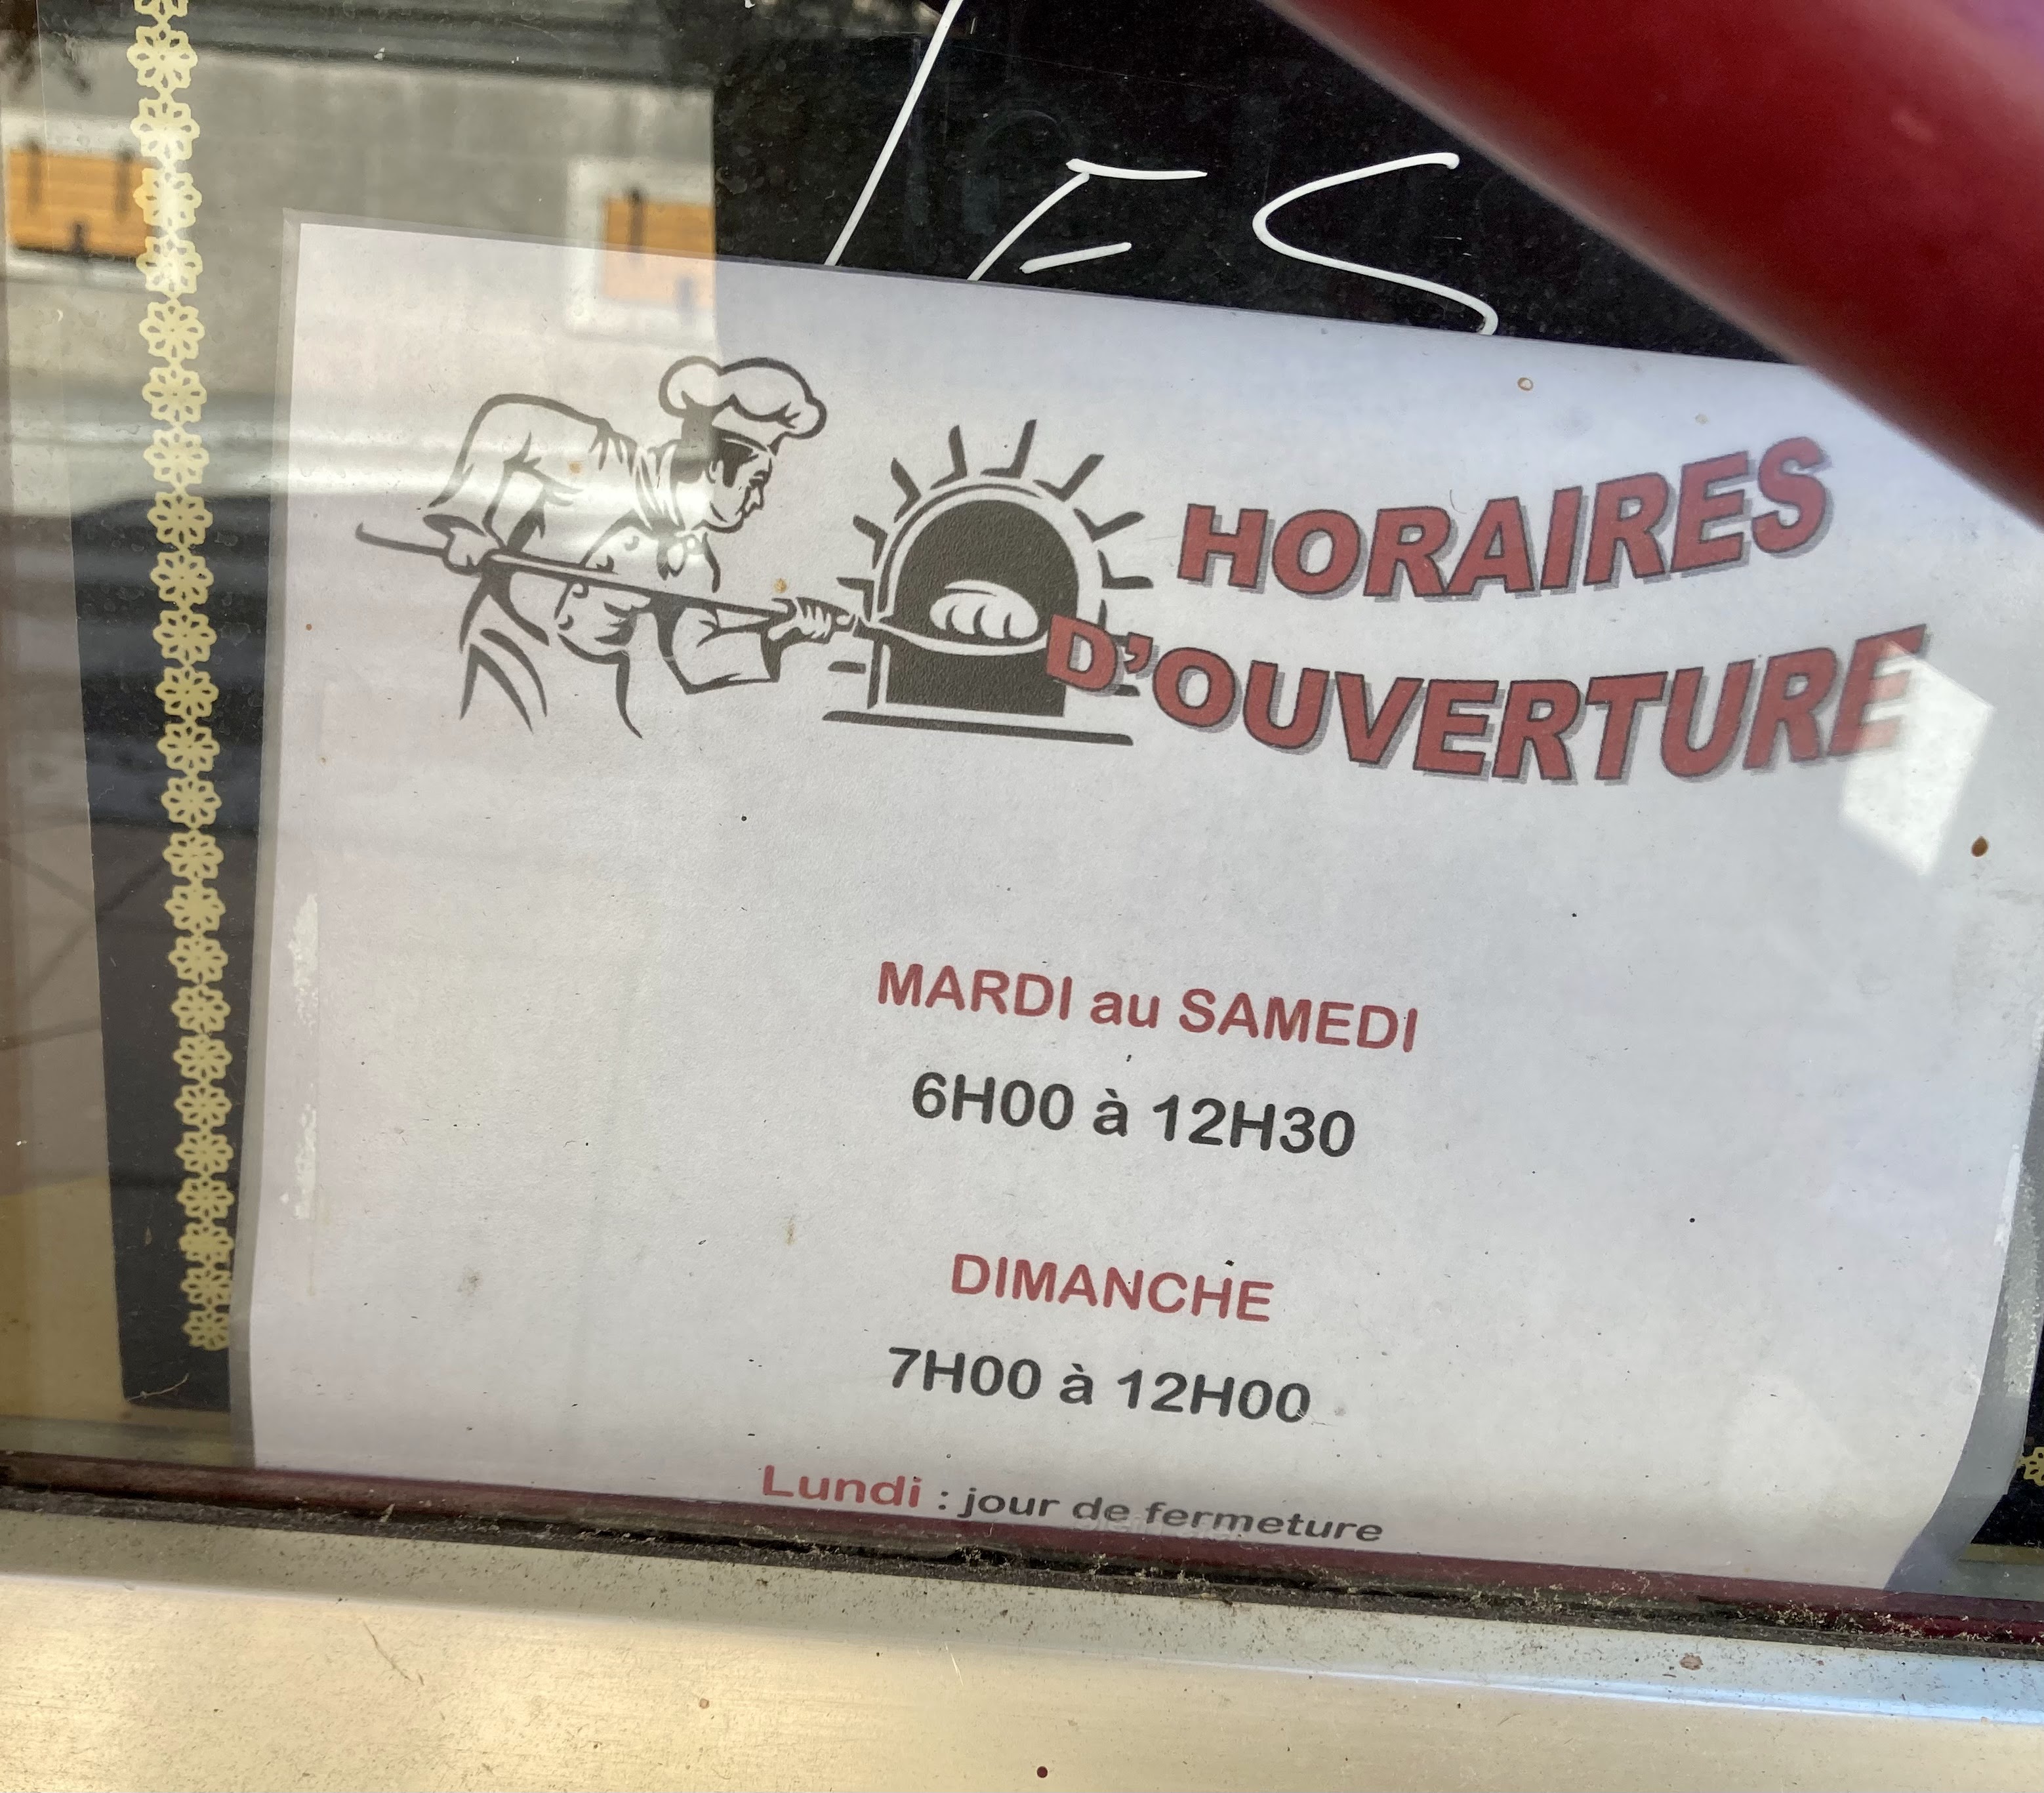 HORAIRES
D'OUVERTURE
MARDI au SAMEDI
6H00 à 12H30
DIMANCHE
7H00 à 12H00
Lundi : jour de fermeture